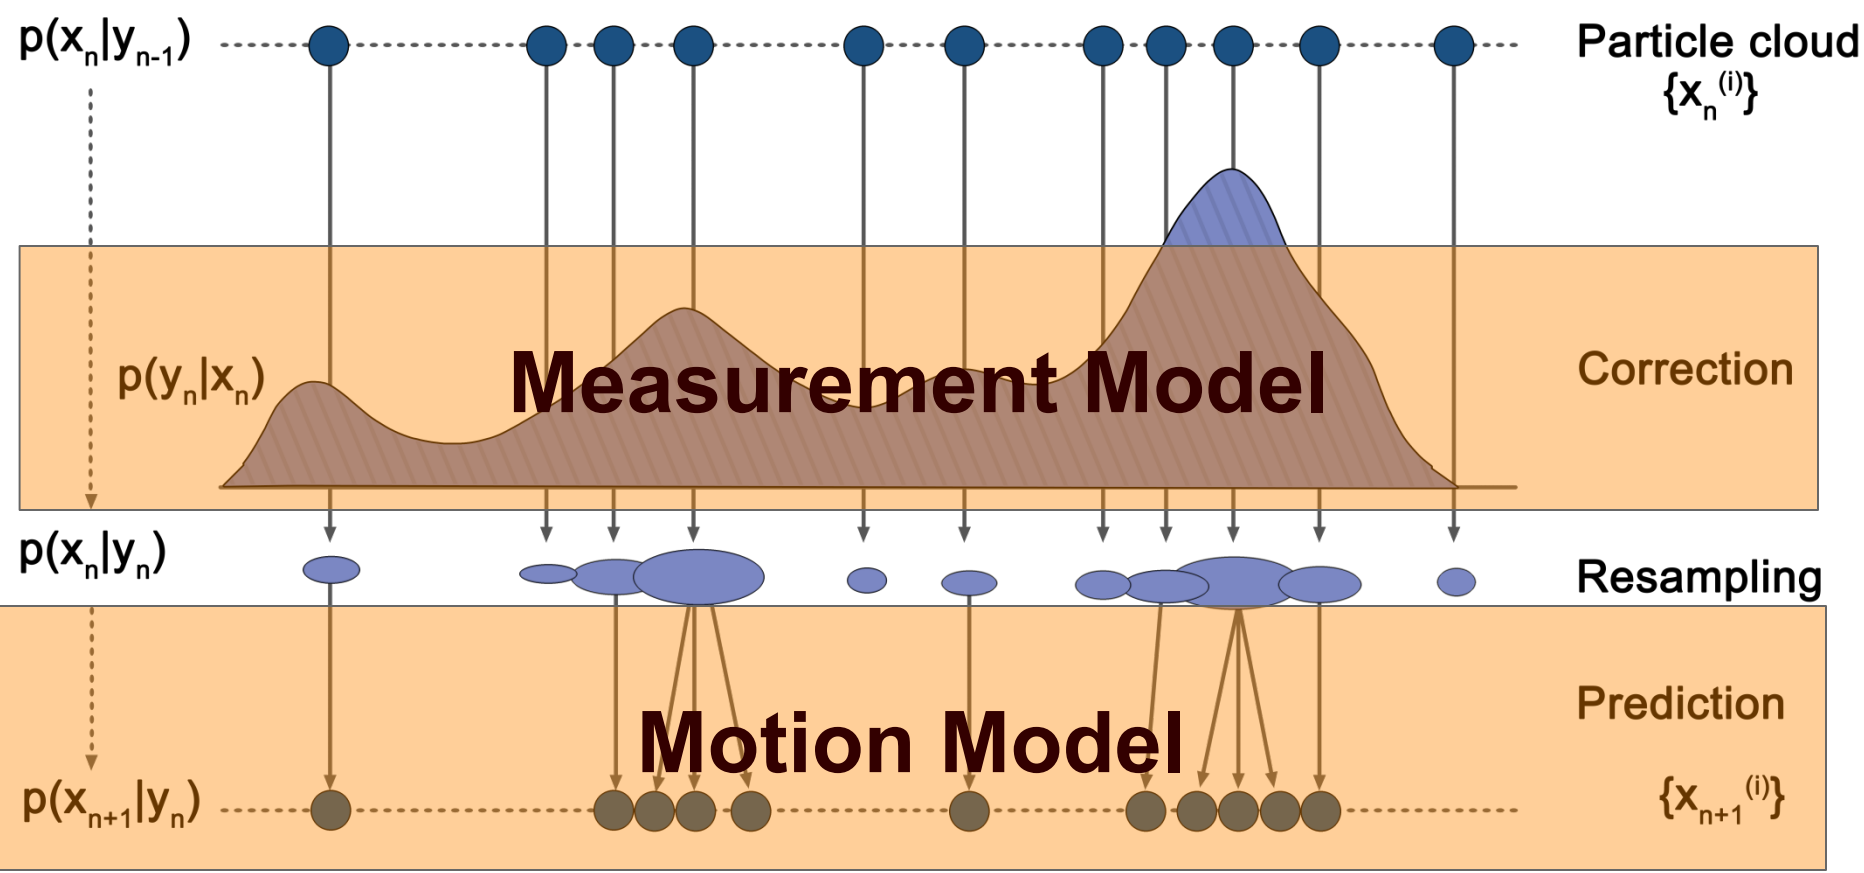 p(xₙ|yₙ₋₁)
Particle cloud
{xₙ⁽ⁱ⁾}
p(yₙ|xₙ)
Measurement Model
Correction
p(xₙ|yₙ)
Resampling
Motion Model
Prediction
p(xₙ₊₁|yₙ)
{xₙ₊₁⁽ⁱ⁾}